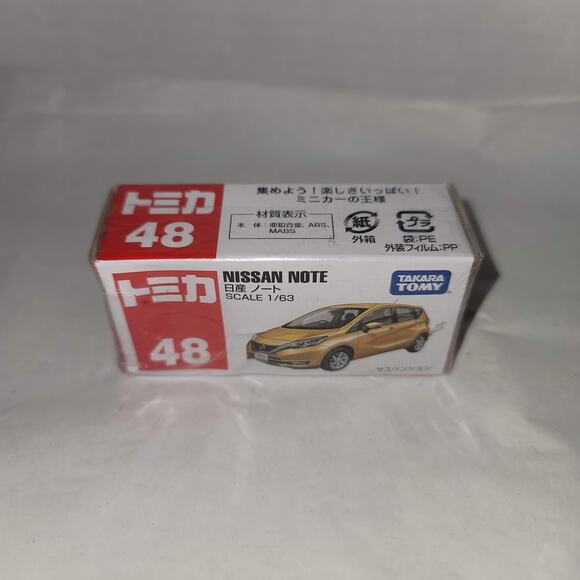 トミカ
48
集めよう！楽しさいっぱい！
ミニカーの王様
材質表示
本 体：亜鉛合金、ABS、
MABS
紙
外箱
プラ
袋:PE
外装フィルム:PP
トミカ
48
NISSAN NOTE
日産 ノート
SCALE 1/63
TAKARA
TOMY
サスペンション